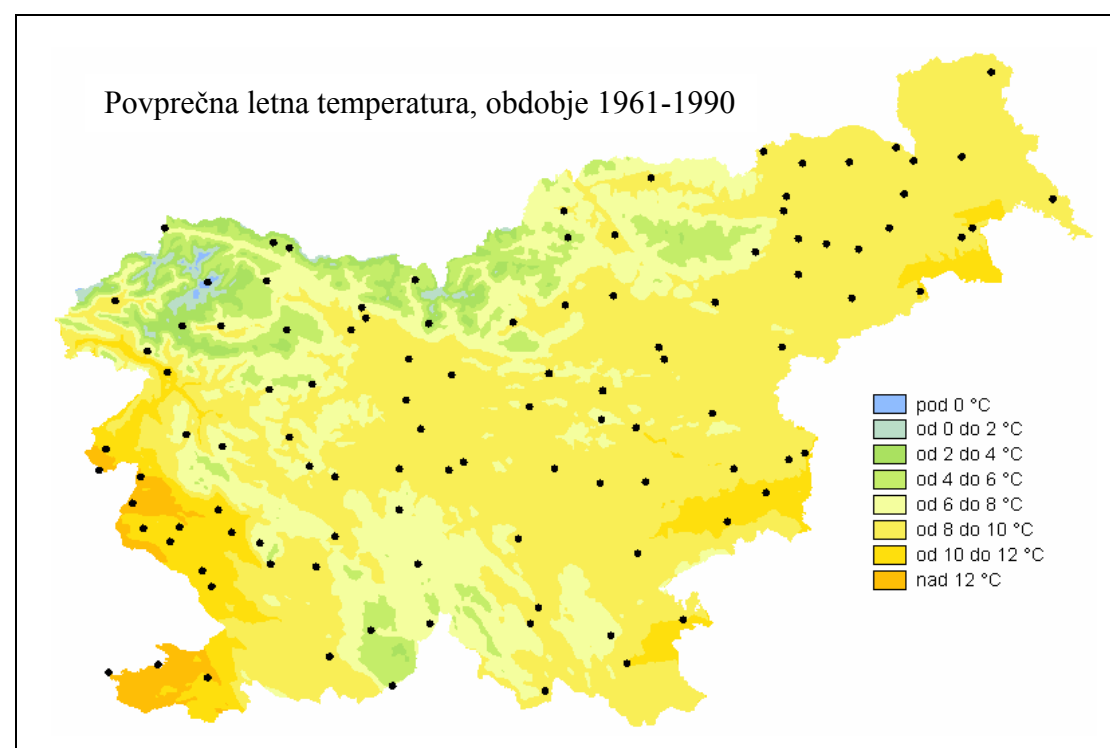 Povprečna letna temperatura, obdobje 1961-1990
pod 0 °C
od 0 do 2 °C
od 2 do 4 °C
od 4 do 6 °C
od 6 do 8 °C
od 8 do 10 °C
od 10 do 12 °C
nad 12 °C